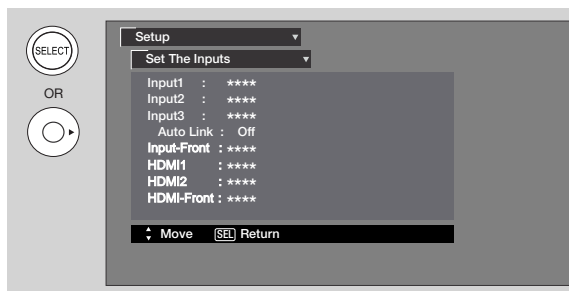 SELECT
OR
Setup
Set The Inputs
Input1 : ****
Input2 : ****
Input3 : ****
Auto Link : Off
Input-Front : ****
HDMI1 : ****
HDMI2 : ****
HDMI-Front : ****
Move SEL Return